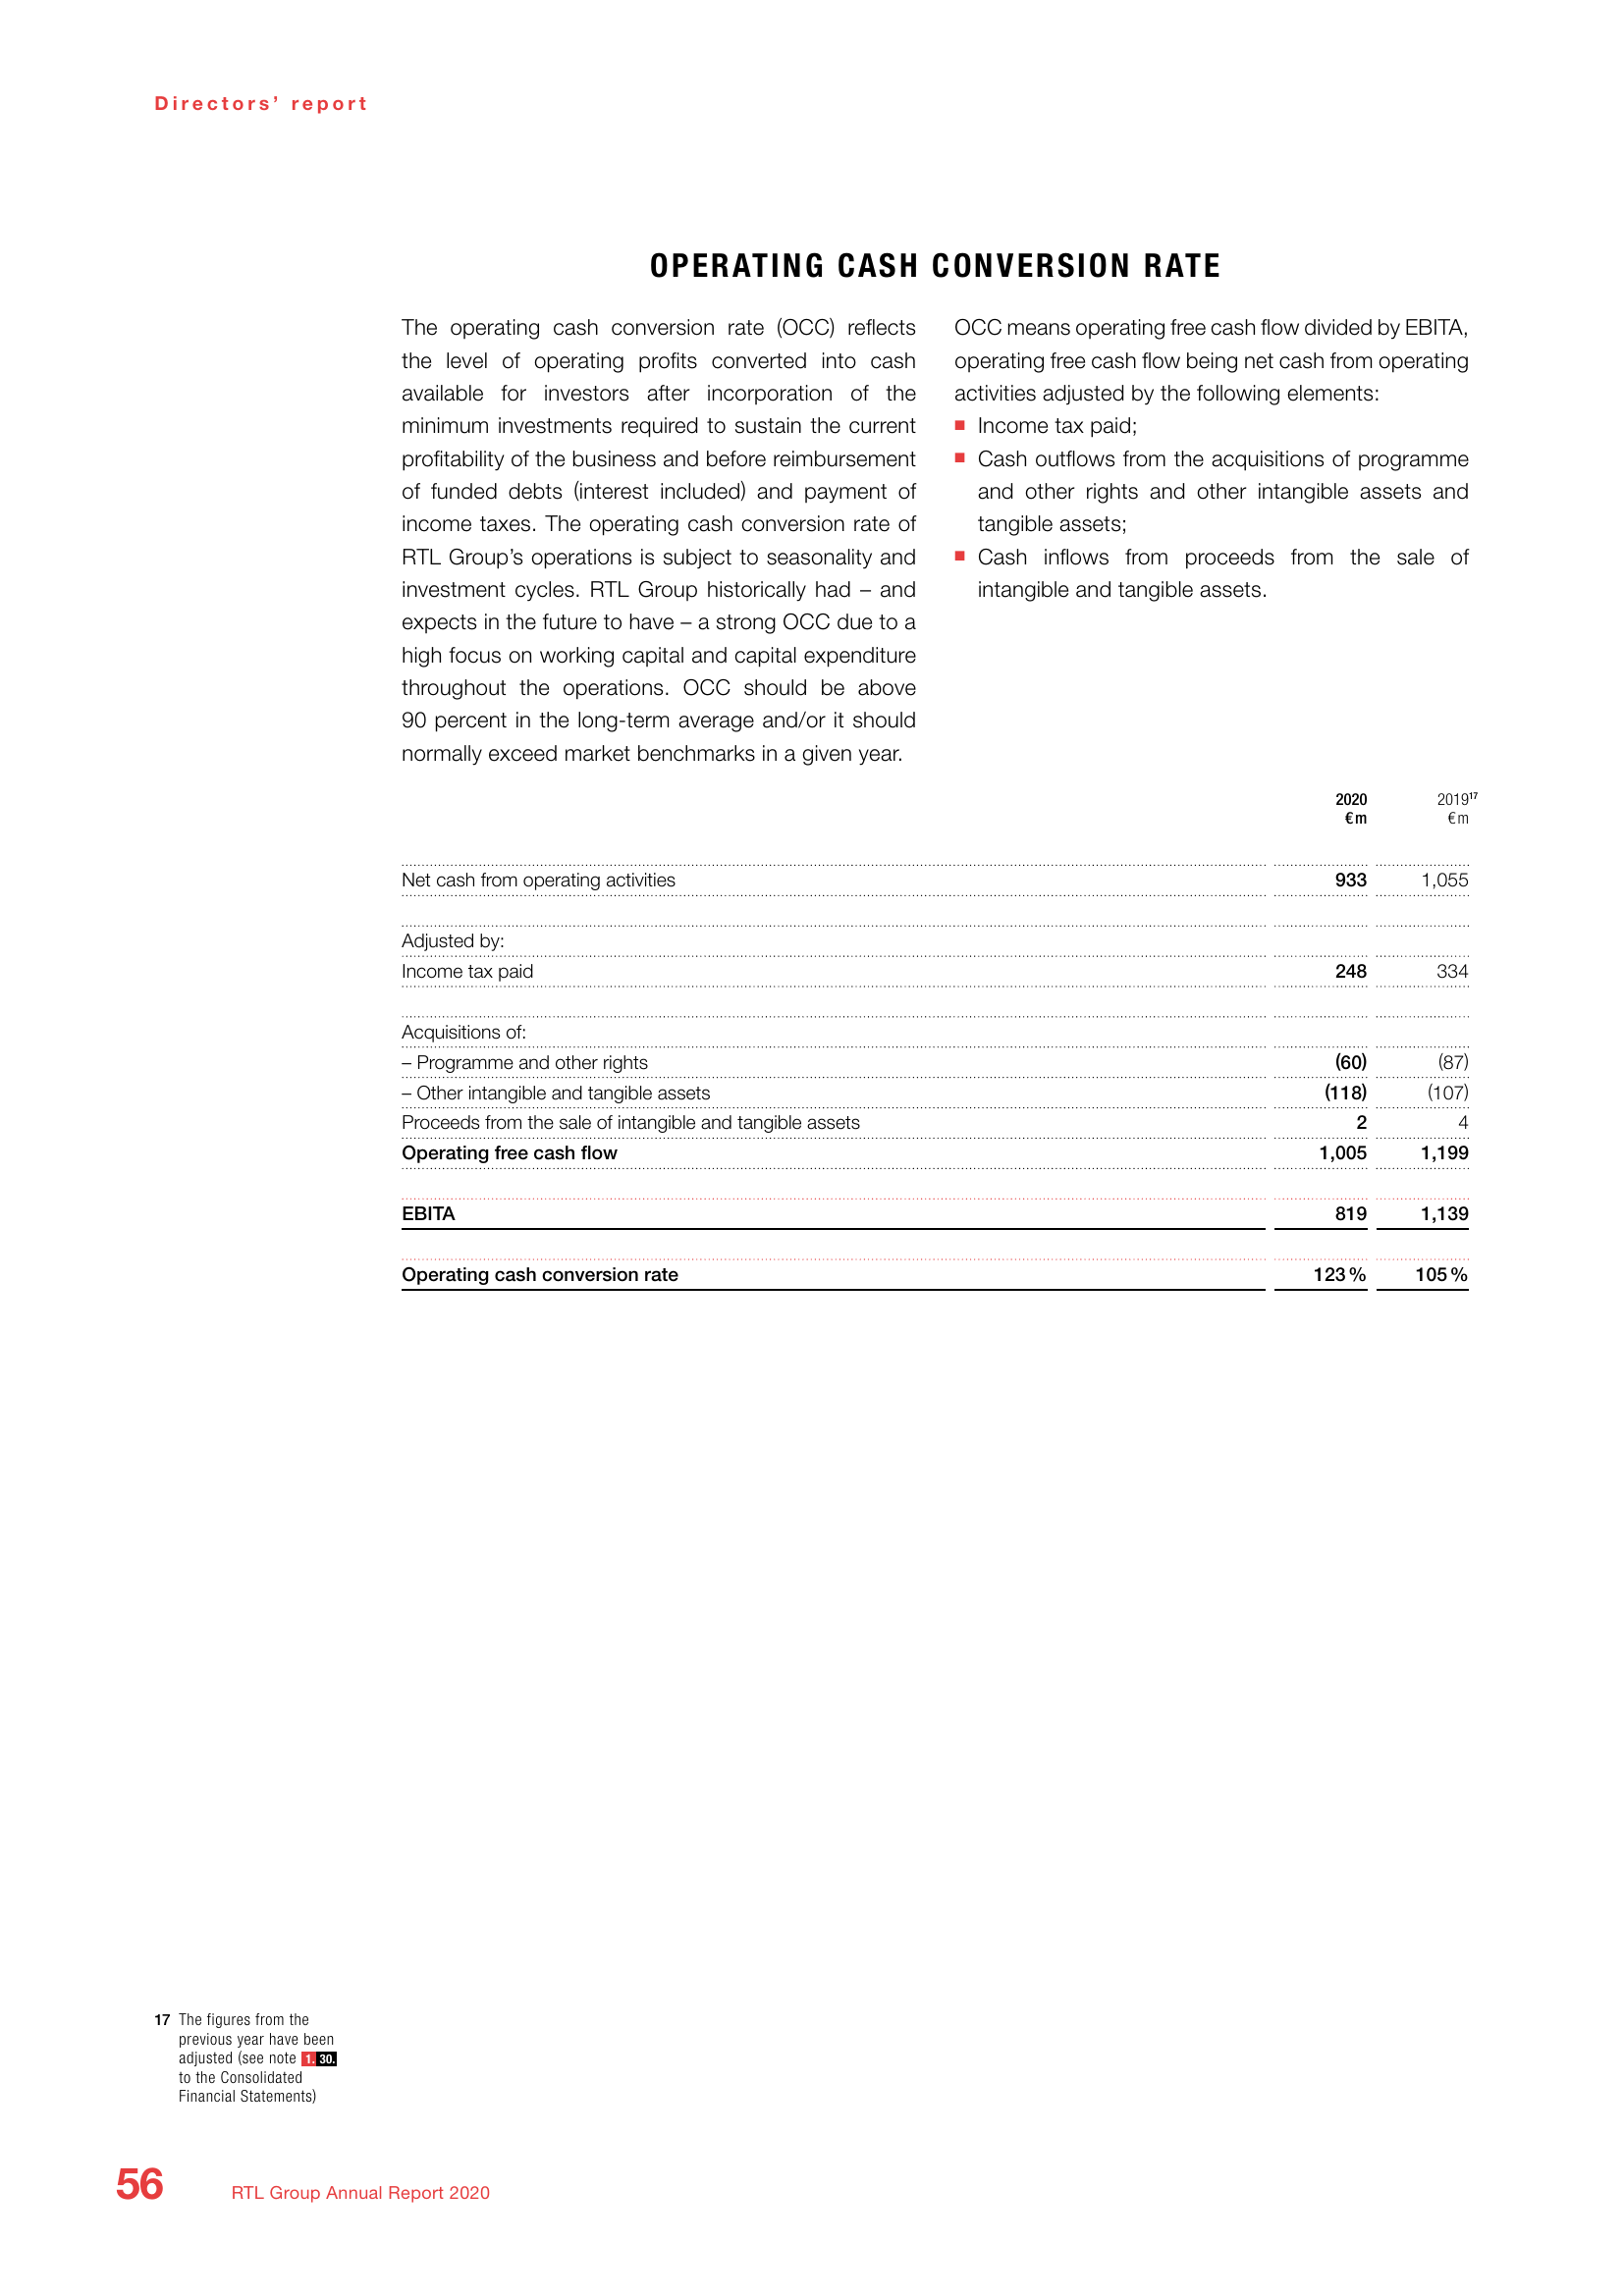 Directors’ report
OPERATING CASH CONVERSION RATE
The operating cash conversion rate (OCC) reflects
the level of operating profits converted into cash
available for investors after incorporation of the
minimum investments required to sustain the current
profitability of the business and before reimbursement
of funded debts (interest included) and payment of
income taxes. The operating cash conversion rate of
RTL Group’s operations is subject to seasonality and
investment cycles. RTL Group historically had – and
expects in the future to have – a strong OCC due to a
high focus on working capital and capital expenditure
throughout the operations. OCC should be above
90 percent in the long-term average and/or it should
normally exceed market benchmarks in a given year.
OCC means operating free cash flow divided by EBITA,
operating free cash flow being net cash from operating
activities adjusted by the following elements:
■ Income tax paid;
■ Cash outflows from the acquisitions of programme
and other rights and other intangible assets and
tangible assets;
■ Cash inflows from proceeds from the sale of
intangible and tangible assets.
2020 2019¹⁷
€m €m
Net cash from operating activities 933 1,055
Adjusted by:
Income tax paid 248 334
Acquisitions of:
– Programme and other rights (60) (87)
– Other intangible and tangible assets (118) (107)
Proceeds from the sale of intangible and tangible assets 2 4
Operating free cash flow 1,005 1,199
EBITA 819 1,139
Operating cash conversion rate 123 % 105 %
17 The figures from the
previous year have been
adjusted (see note 1. 30.
to the Consolidated
Financial Statements)
56 RTL Group Annual Report 2020